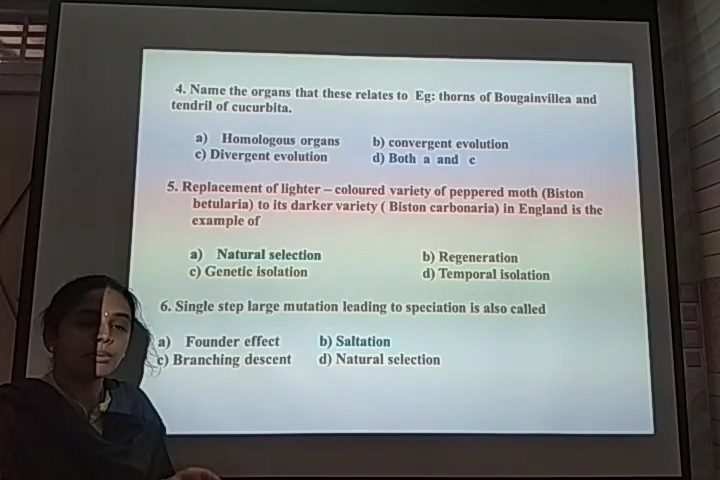 4. Name the organs that these relates to Eg: thorns of Bougainvillea and
tendril of cucurbita.
a) Homologous organs b) convergent evolution
c) Divergent evolution d) Both a and c
5. Replacement of lighter – coloured variety of peppered moth (Biston
betularia) to its darker variety ( Biston carbonaria) in England is the
example of
a) Natural selection b) Regeneration
c) Genetic isolation d) Temporal isolation
6. Single step large mutation leading to speciation is also called
a) Founder effect b) Saltation
c) Branching descent d) Natural selection